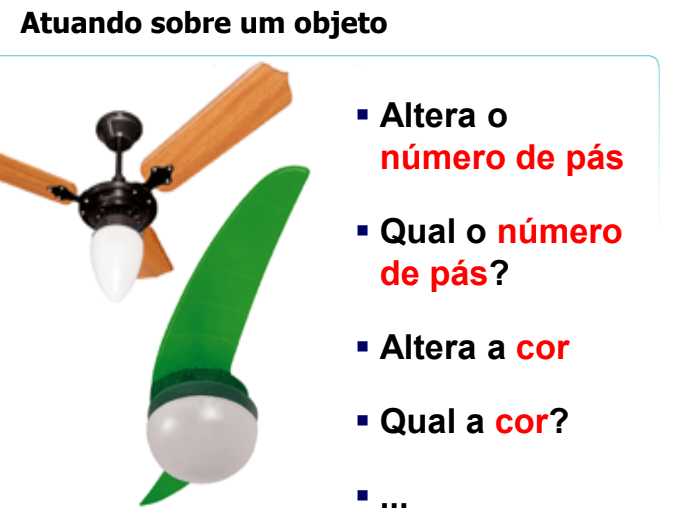 Atuando sobre um objeto
▪ Altera o
número de pás
▪ Qual o número
de pás?
▪ Altera a cor
▪ Qual a cor?
▪ ...